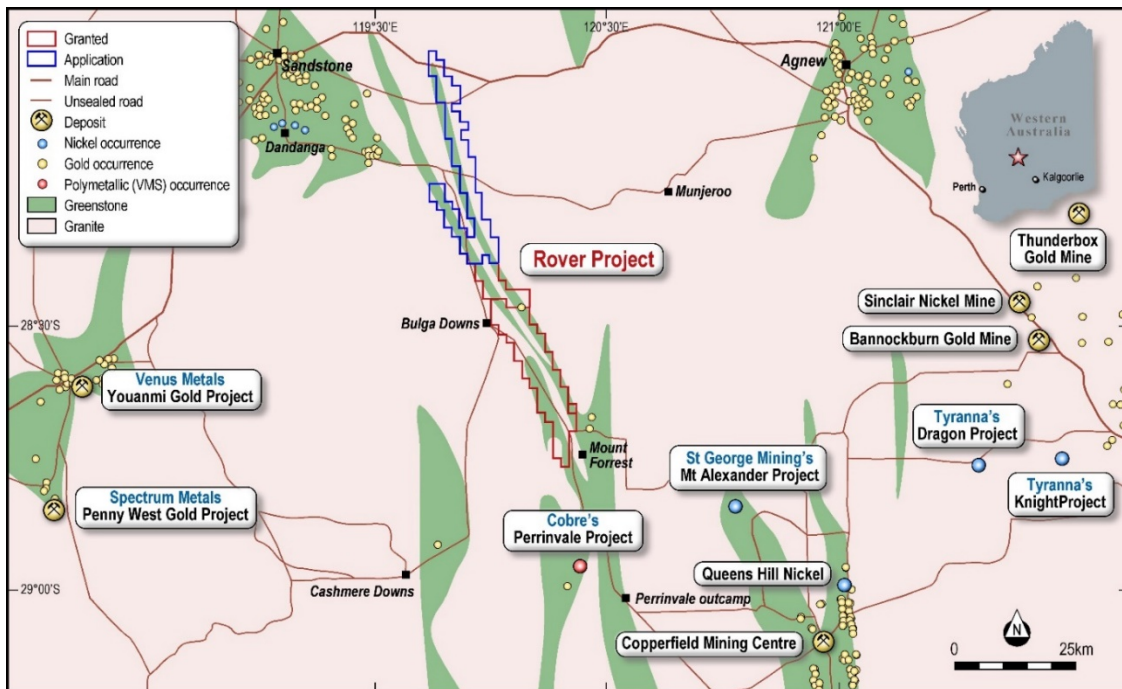 119°30'E
120°30'E
121°00'E
Granted
Application
Main road
Unsealed road
Deposit
Nickel occurrence
Gold occurrence
Polymetallic (VMS) occurrence
Greenstone
Granite
Sandstone
Dandanga
Agnew
Munjeroo
Western
Australia
Perth
Kalgoorlie
Thunderbox
Gold Mine
Rover Project
Sinclair Nickel Mine
Bannockburn Gold Mine
28°30'S
Bulga Downs
Venus Metals
Youanmi Gold Project
Tyranna's
Dragon Project
Mount
Forrest
St George Mining's
Mt Alexander Project
Tyranna's
KnightProject
Spectrum Metals
Penny West Gold Project
Cobre's
Perrinvale Project
Queens Hill Nickel
29°00'S
Cashmere Downs
Perrinvale outcamp
Copperfield Mining Centre
N
0
25km